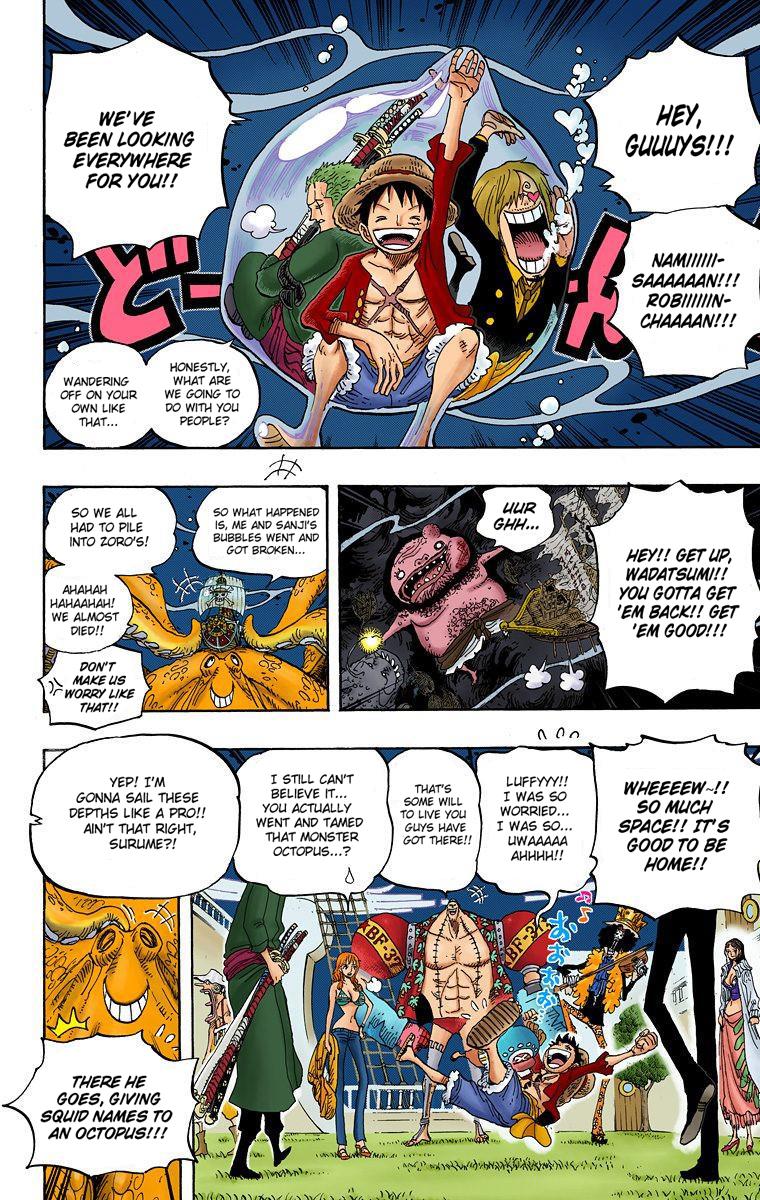 HEY,
GUUUYS!!!
NAMIIIIII-
SAAAAAAN!!!
ROBIIIIIIN-
CHAAAAN!!!
WE'VE
BEEN LOOKING
EVERYWHERE
FOR YOU!!
どーん
HONESTLY,
WHAT ARE
WE GOING
TO DO WITH YOU
PEOPLE?
WANDERING
OFF ON YOUR
OWN LIKE
THAT...
HEY!! GET UP,
WADATSUMI!!
YOU GOTTA GET
'EM BACK!! GET
'EM GOOD!!!
UUR
GHH...
SO WHAT HAPPENED
IS, ME AND SANJI'S
BUBBLES WENT AND
GOT BROKEN...
SO WE ALL
HAD TO PILE
INTO ZORO'S!
AHAHAH
HAHAAHAH!
WE ALMOST
DIED!!
DON'T
MAKE US
WORRY LIKE
THAT!!
WHEEEEW~!!
SO MUCH
SPACE!! IT'S
GOOD TO BE
HOME!!
LUFFYYY!!
I WAS SO
WORRIED...
I WAS SO...
UWAAAAA
AHHHH!!
THAT'S
SOME WILL
TO LIVE YOU
GUYS HAVE
GOT THERE!!
I STILL CAN'T
BELIEVE IT...
YOU ACTUALLY
WENT AND TAMED
THAT MONSTER
OCTOPUS...?
おおおお…
BF-37
BF-37
YEP! I'M
GONNA SAIL THESE
DEPTHS LIKE A PRO!!
AIN'T THAT RIGHT,
SURUME?!
THERE HE
GOES, GIVING
SQUID NAMES TO
AN OCTOPUS!!!